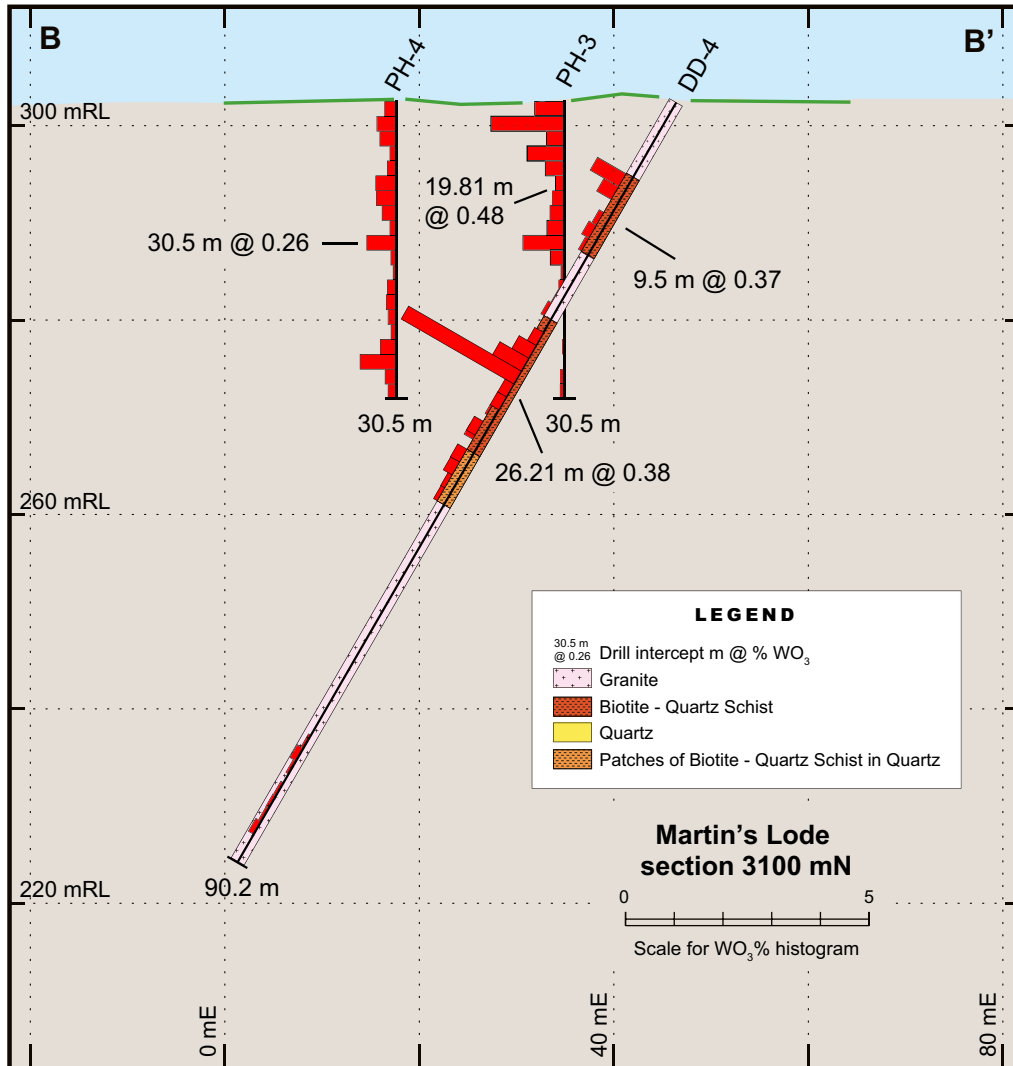 B
B’
PH-4
PH-3
DD-4
300 mRL
19.81 m
@ 0.48
30.5 m @ 0.26
9.5 m @ 0.37
30.5 m
30.5 m
26.21 m @ 0.38
260 mRL
LEGEND
30.5 m
@ 0.26
Drill intercept m @ % WO₃
Granite
Biotite - Quartz Schist
Quartz
Patches of Biotite - Quartz Schist in Quartz
Martin’s Lode
section 3100 mN
90.2 m
220 mRL
0
5
Scale for WO₃% histogram
0 mE
40 mE
80 mE